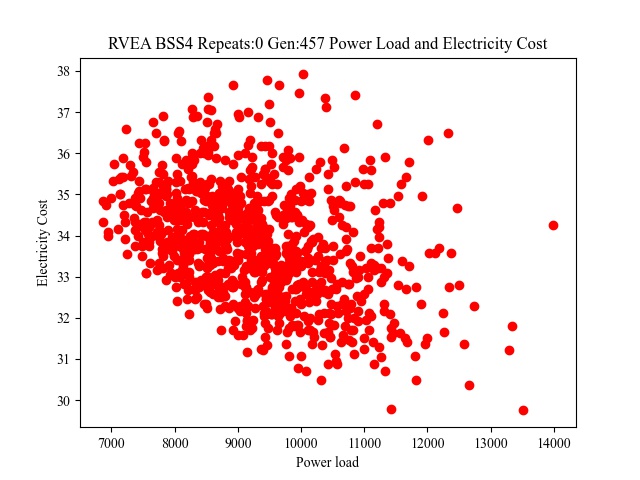 RVEA BSS4 Repeats:0 Gen:457 Power Load and Electricity Cost
38
37
36
35
34
33
32
31
30
Electricity Cost
7000 8000 9000 10000 11000 12000 13000 14000
Power load